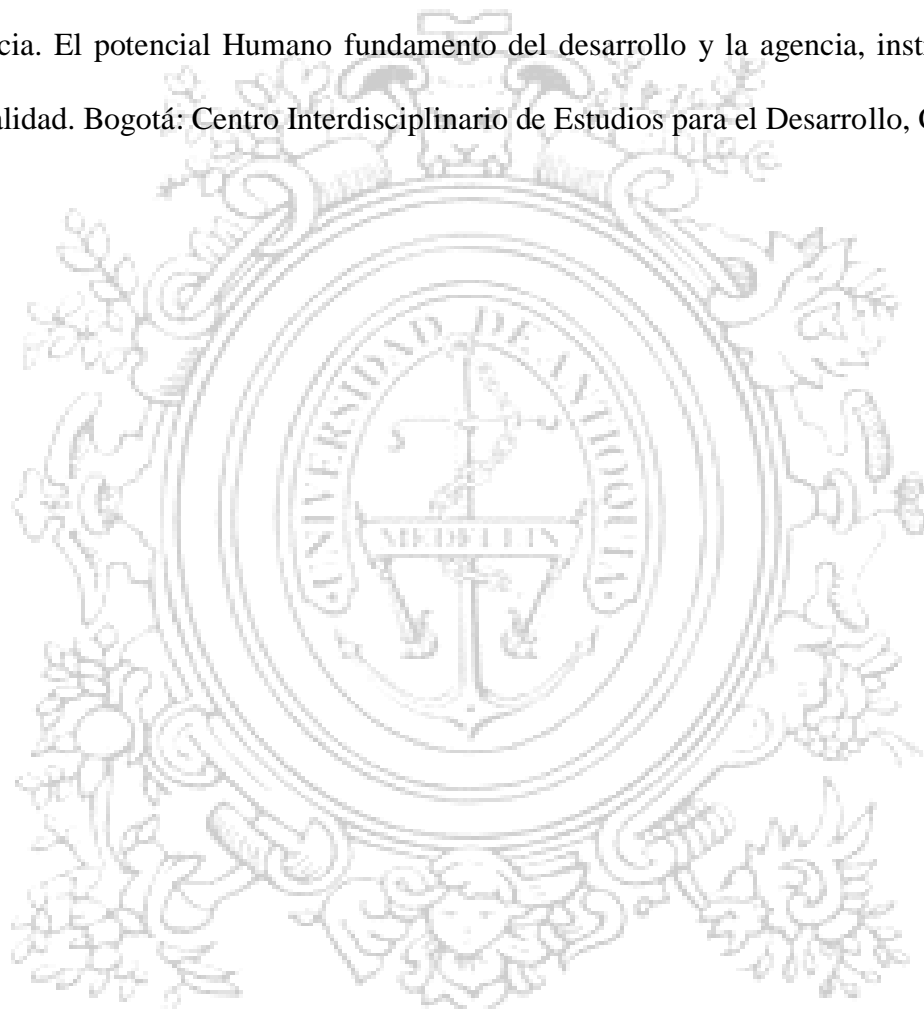 cia. El potencial Humano fundamento del desarrollo y la agencia, inst
alidad. Bogotá: Centro Interdisciplinario de Estudios para el Desarrollo, C
UNIVERSIDAD DE ANTIOQUIA
MEDELLIN